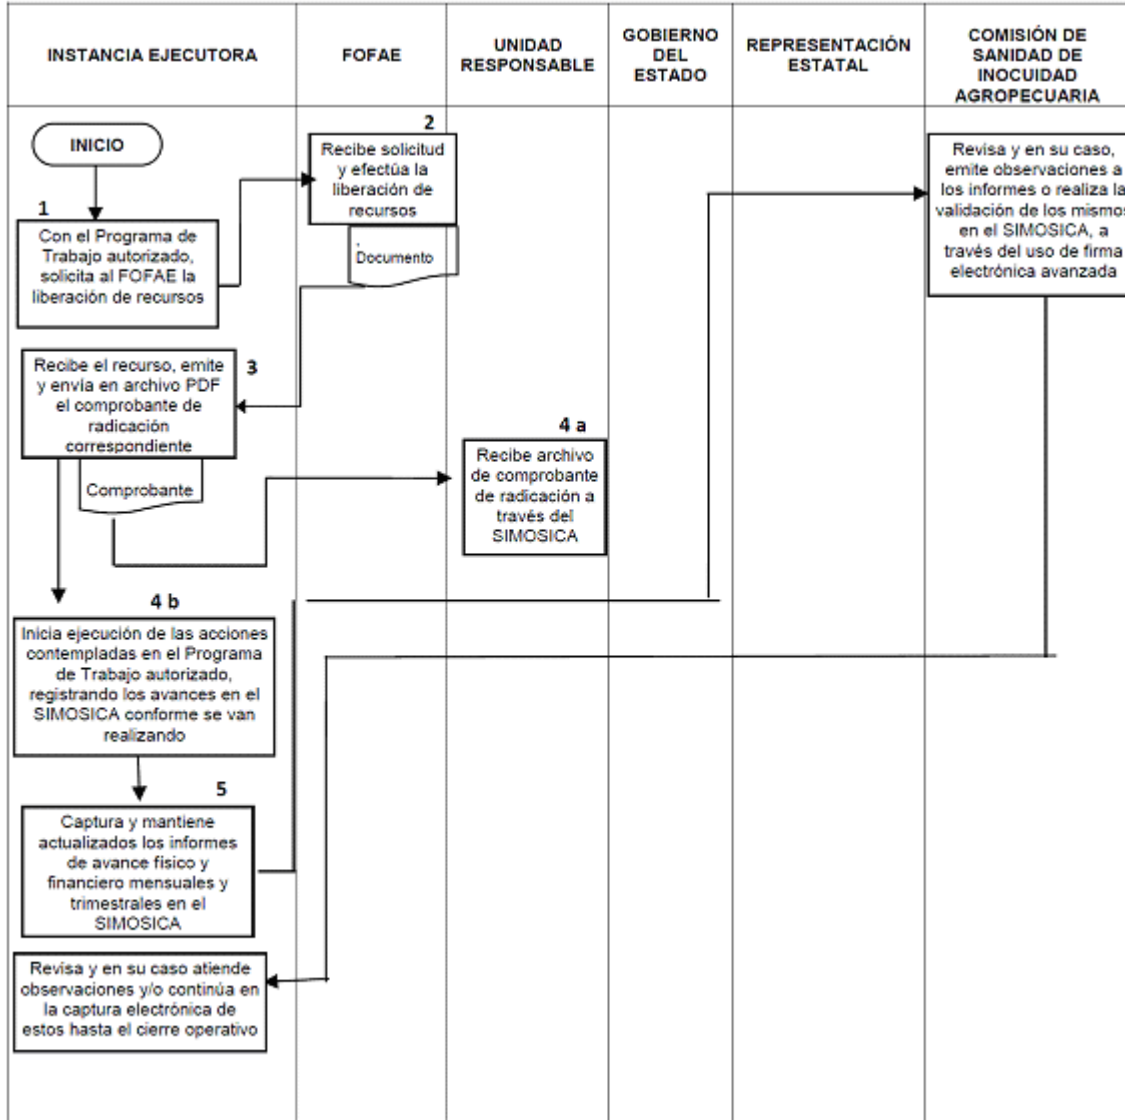 INSTANCIA EJECUTORA
FOFAE
UNIDAD
RESPONSABLE
GOBIERNO
DEL
ESTADO
REPRESENTACIÓN
ESTATAL
COMISIÓN DE
SANIDAD DE
INOCUIDAD
AGROPECUARIA
INICIO
1
Con el Programa de
Trabajo autorizado,
solicita al FOFAE la
liberación de recursos
2
Recibe solicitud
y efectúa la
liberación de
recursos
Documento
3
Recibe el recurso, emite
y envía en archivo PDF
el comprobante de
radicación
correspondiente
Comprobante
4 a
Recibe archivo
de comprobante
de radicación a
través del
SIMOSICA
4 b
Inicia ejecución de las acciones
contempladas en el Programa
de Trabajo autorizado,
registrando los avances en el
SIMOSICA conforme se van
realizando
5
Captura y mantiene
actualizados los informes
de avance físico y
financiero mensuales y
trimestrales en el
SIMOSICA
Revisa y en su caso,
emite observaciones a
los informes o realiza la
validación de los mismos
en el SIMOSICA, a
través del uso de firma
electrónica avanzada
Revisa y en su caso atiende
observaciones y/o continúa en
la captura electrónica de
estos hasta el cierre operativo